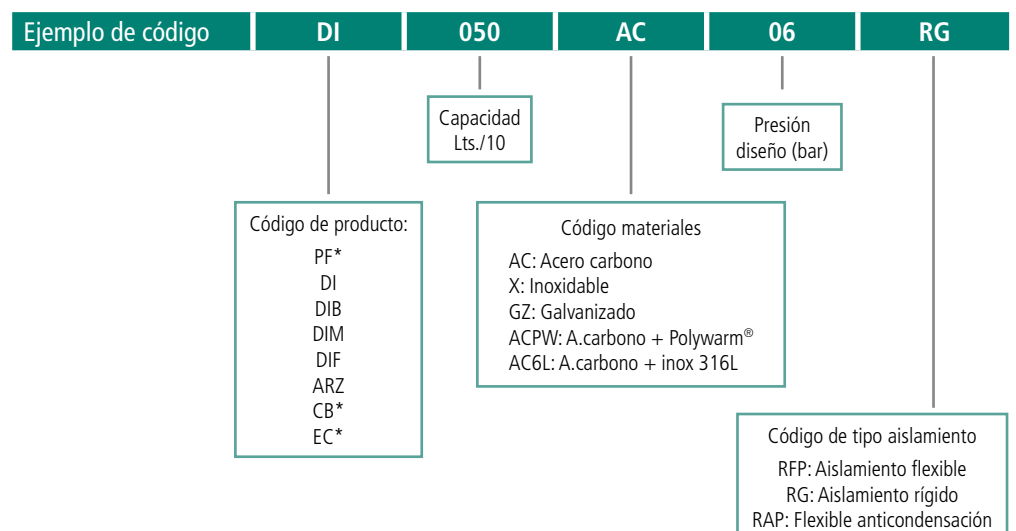 Ejemplo de código DI 050 AC 06 RG
Capacidad
Lts./10
Presión
diseño (bar)
Código de producto:
PF*
DI
DIB
DIM
DIF
ARZ
CB*
EC*
Código materiales
AC: Acero carbono
X: Inoxidable
GZ: Galvanizado
ACPW: A.carbono + Polywarm®
AC6L: A.carbono + inox 316L
Código de tipo aislamiento
RFP: Aislamiento flexible
RG: Aislamiento rígido
RAP: Flexible anticondensación